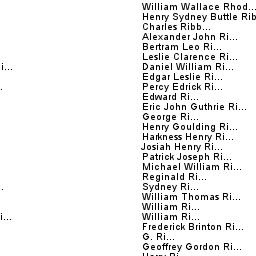 William Wallace Rhod...
Henry Sydney Buttle Rib
Charles Ribb...
Alexander John Ri...
Bertram Leo Ri...
Leslie Clarence Ri...
i... Daniel William Ri...
Edgar Leslie Ri...
. Percy Edrick Ri...
Edward Ri...
Eric John Guthrie Ri...
George Ri...
Henry Goulding Ri...
Harkness Henry Ri...
Josiah Henry Ri...
Patrick Joseph Ri...
Michael William Ri...
Reginald Ri...
. Sydney Ri...
William Thomas Ri...
William Ri...
i... William Ri...
Frederick Brinton Ri...
G. Ri...
Geoffrey Gordon Ri...